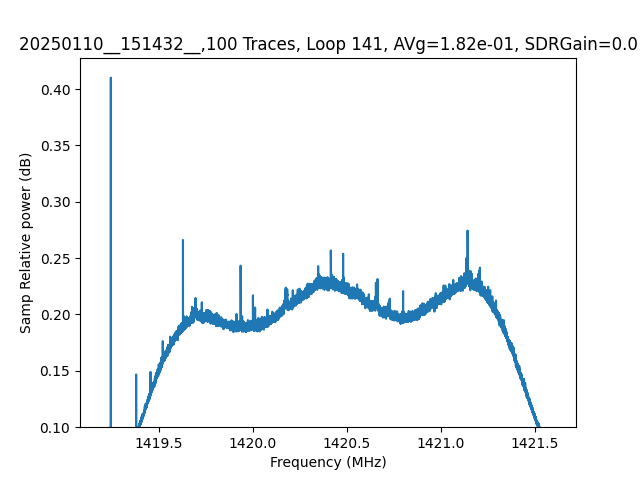 20250110__151432__,100 Traces, Loop 141, AVg=1.82e-01, SDRGain=0.0
0.40
0.35
0.30
0.25
0.20
0.15
0.10
Samp Relative power (dB)
1419.5 1420.0 1420.5 1421.0 1421.5
Frequency (MHz)